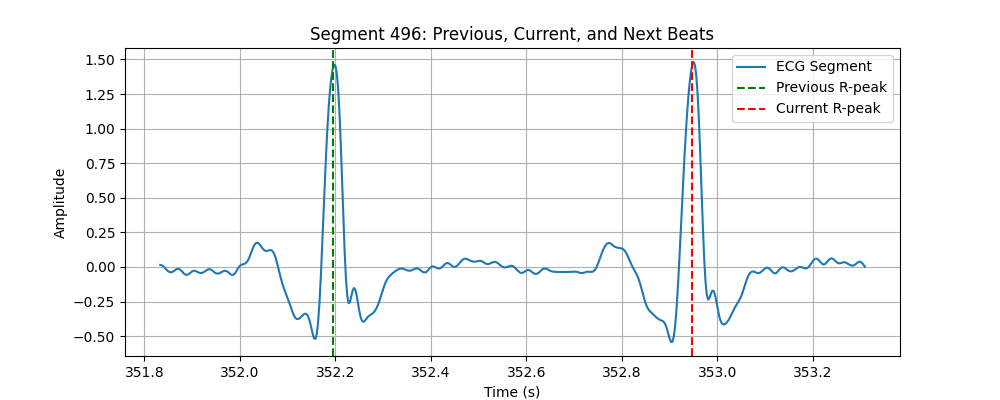 Segment 496: Previous, Current, and Next Beats
ECG Segment
Previous R-peak
Current R-peak
Amplitude
1.50
1.25
1.00
0.75
0.50
0.25
0.00
−0.25
−0.50
351.8 352.0 352.2 352.4 352.6 352.8 353.0 353.2
Time (s)